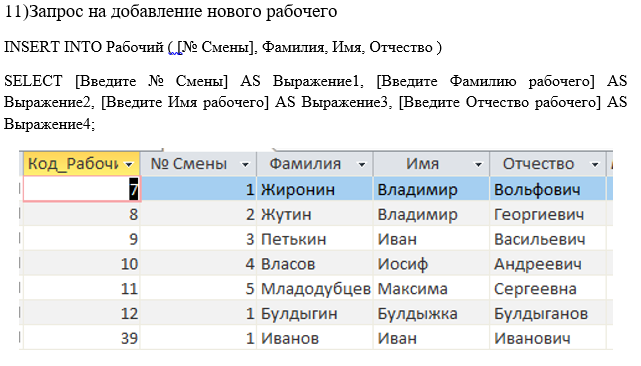 11)Запрос на добавление нового рабочего
INSERT INTO Рабочий ( [№ Смены], Фамилия, Имя, Отчество )
SELECT [Введите № Смены] AS Выражение1, [Введите Фамилию рабочего] AS
Выражение2, [Введите Имя рабочего] AS Выражение3, [Введите Отчество рабочего] AS
Выражение4;
Код_Рабочи № Смены Фамилия Имя Отчество
7 1 Жиронин Владимир Вольфович
8 2 Жутин Владимир Георгиевич
9 3 Петькин Иван Васильевич
10 4 Власов Иосиф Андреевич
11 5 Младодубцев Максима Сергеевна
12 1 Булдыгин Булдыжка Булдыганов
39 1 Иванов Иван Иванович